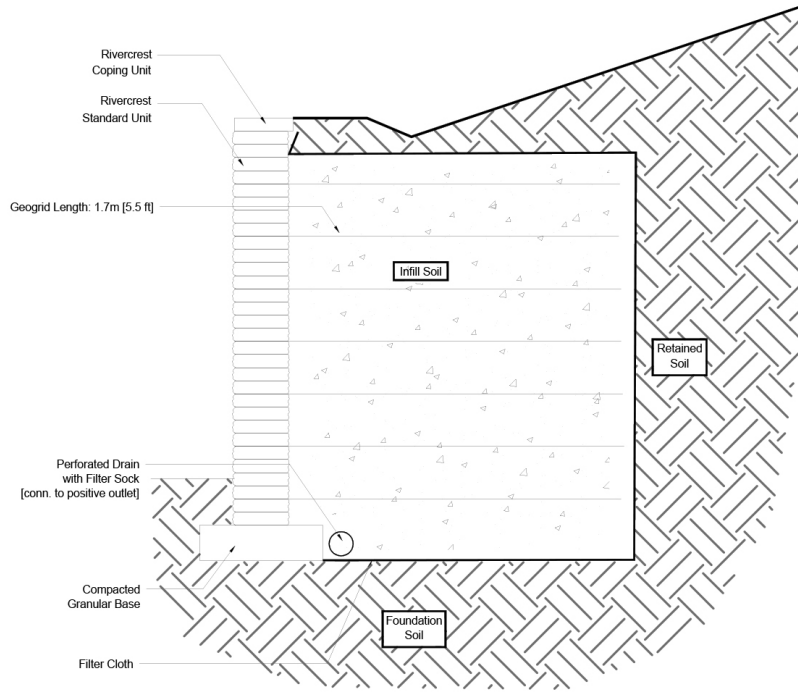 Rivercrest
Coping Unit
Rivercrest
Standard Unit
Geogrid Length: 1.7m [5.5 ft]
Infill Soil
Retained
Soil
Perforated Drain
with Filter Sock
[conn. to positive outlet]
Compacted
Granular Base
Foundation
Soil
Filter Cloth